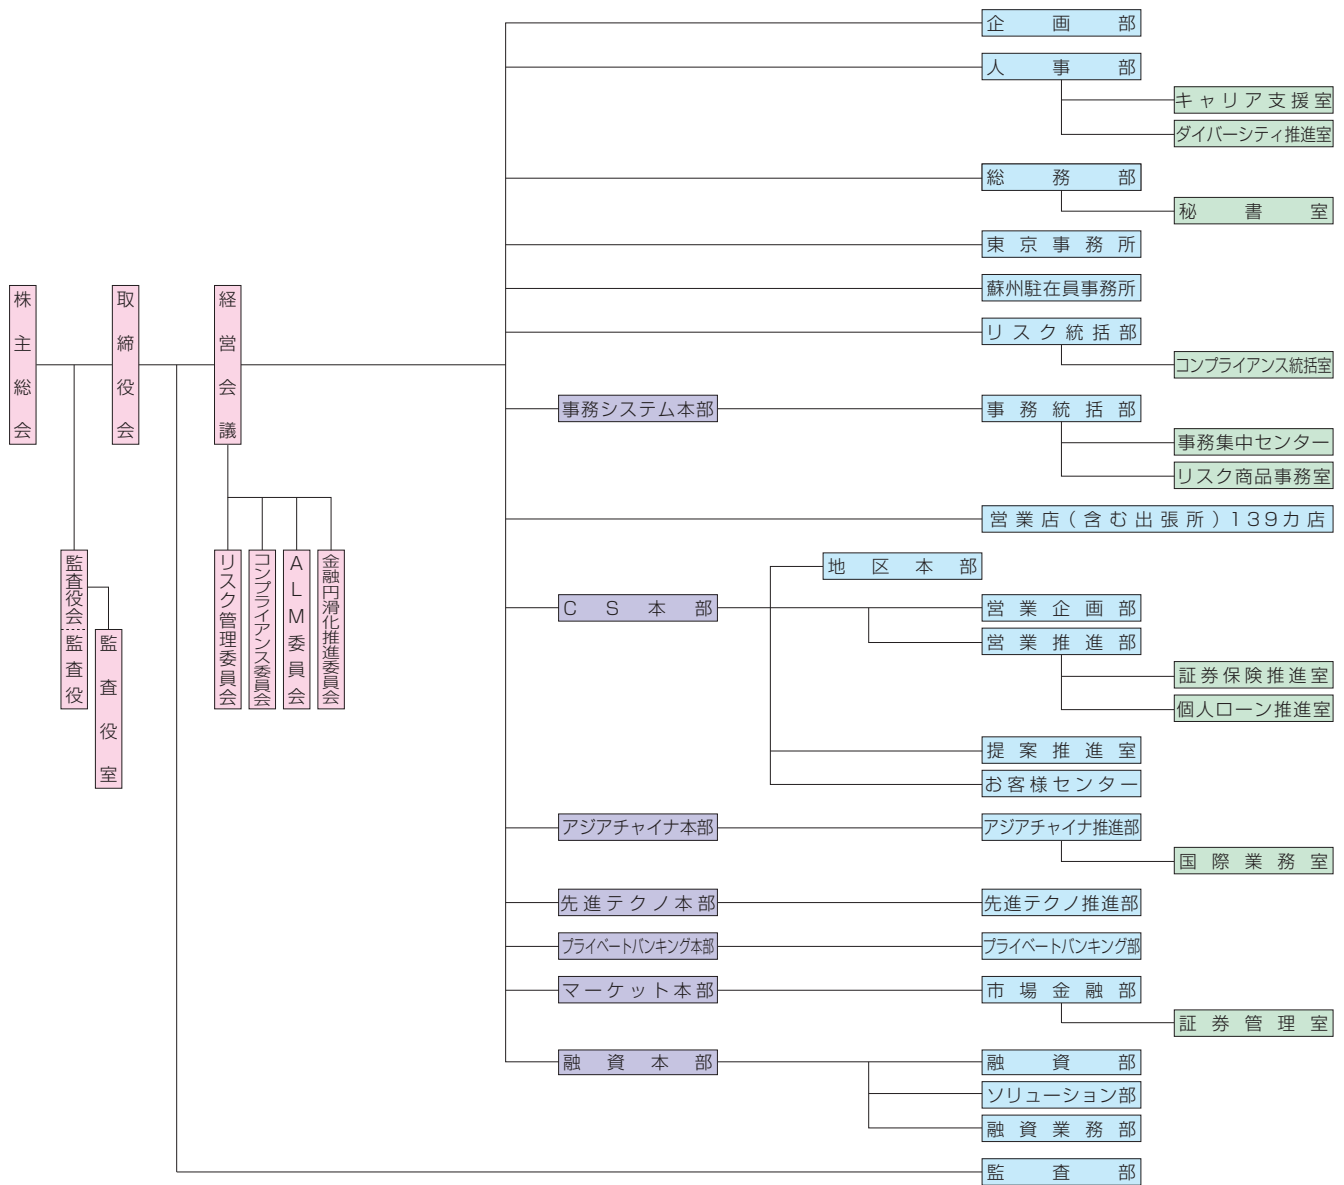 企画部
人事部
キャリア支援室
ダイバーシティ推進室
総務部
秘書室
東京事務所
蘇州駐在員事務所
株主総会
取締役会
経営会議
リスク統括部
コンプライアンス統括室
事務システム本部
事務統括部
事務集中センター
リスク商品事務室
営業店(含む出張所)139カ店
監査役会
監査役
監査役室
リスク管理委員会
コンプライアンス委員会
ALM委員会
金融円滑化推進委員会
地区本部
CS本部
営業企画部
営業推進部
証券保険推進室
個人ローン推進室
提案推進室
お客様センター
アジアチャイナ本部
アジアチャイナ推進部
国際業務室
先進テクノ本部
先進テクノ推進部
プライベートバンキング本部
プライベートバンキング部
マーケット本部
市場金融部
証券管理室
融資本部
融資部
ソリューション部
融資業務部
監査部